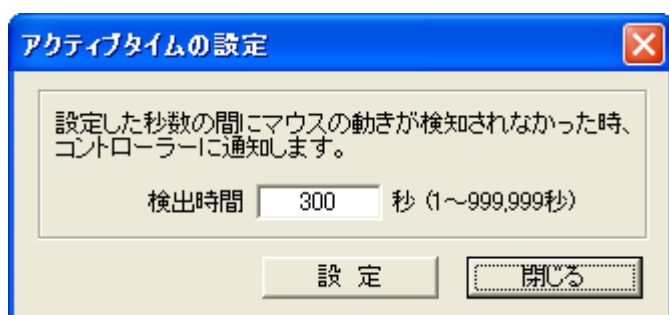 アクティブタイムの設定
設定した秒数の間にマウスの動きが検知されなかった時、
コントローラーに通知します。
検出時間 300 秒 (1～999,999秒)
設 定 閉じる